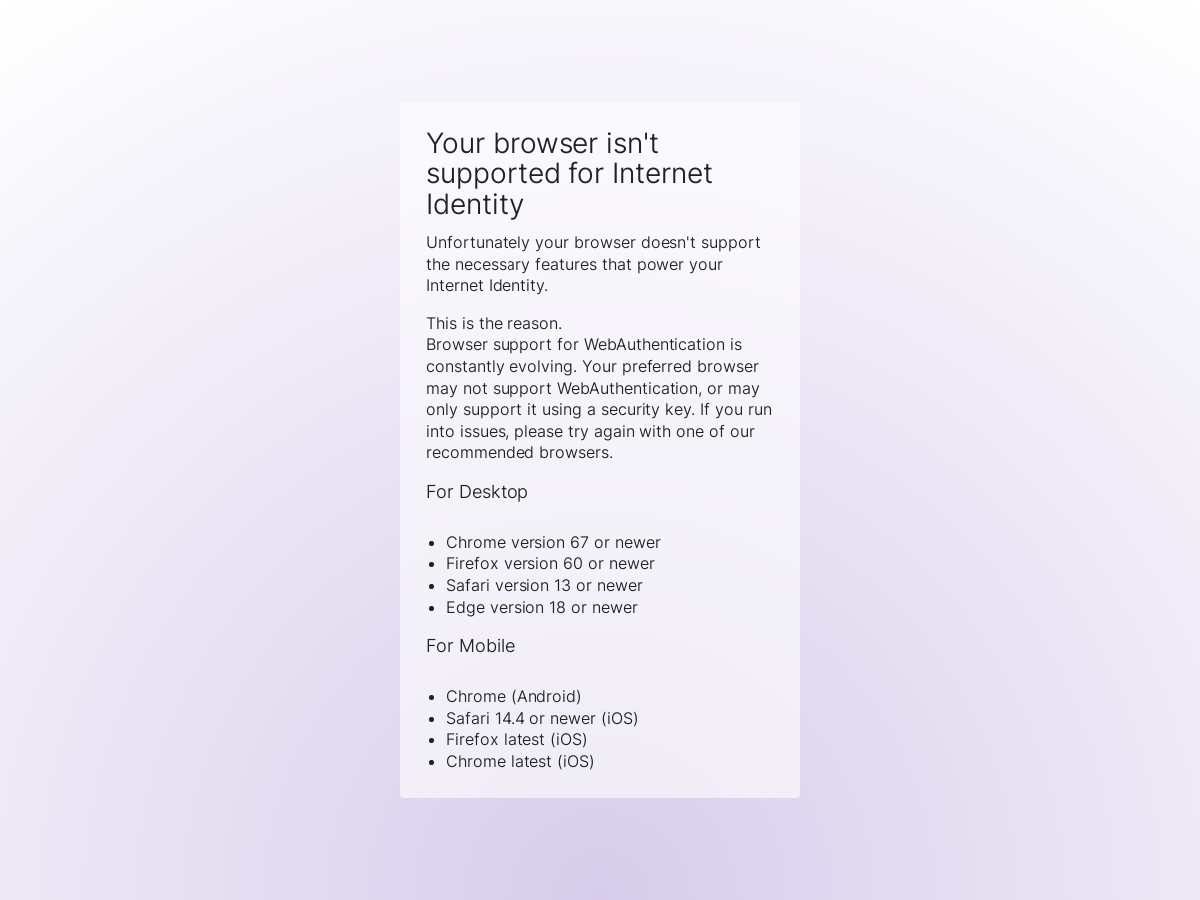 Your browser isn't
supported for Internet
Identity
Unfortunately your browser doesn't support
the necessary features that power your
Internet Identity.
This is the reason.
Browser support for WebAuthentication is
constantly evolving. Your preferred browser
may not support WebAuthentication, or may
only support it using a security key. If you run
into issues, please try again with one of our
recommended browsers.
For Desktop
• Chrome version 67 or newer
• Firefox version 60 or newer
• Safari version 13 or newer
• Edge version 18 or newer
For Mobile
• Chrome (Android)
• Safari 14.4 or newer (iOS)
• Firefox latest (iOS)
• Chrome latest (iOS)